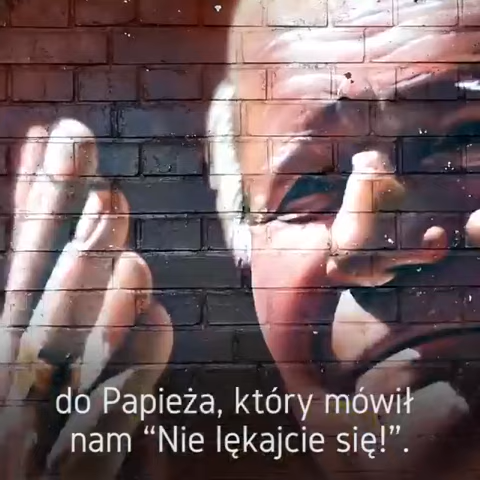 do Papieża, który mówił
nam “Nie lękajcie się!”.